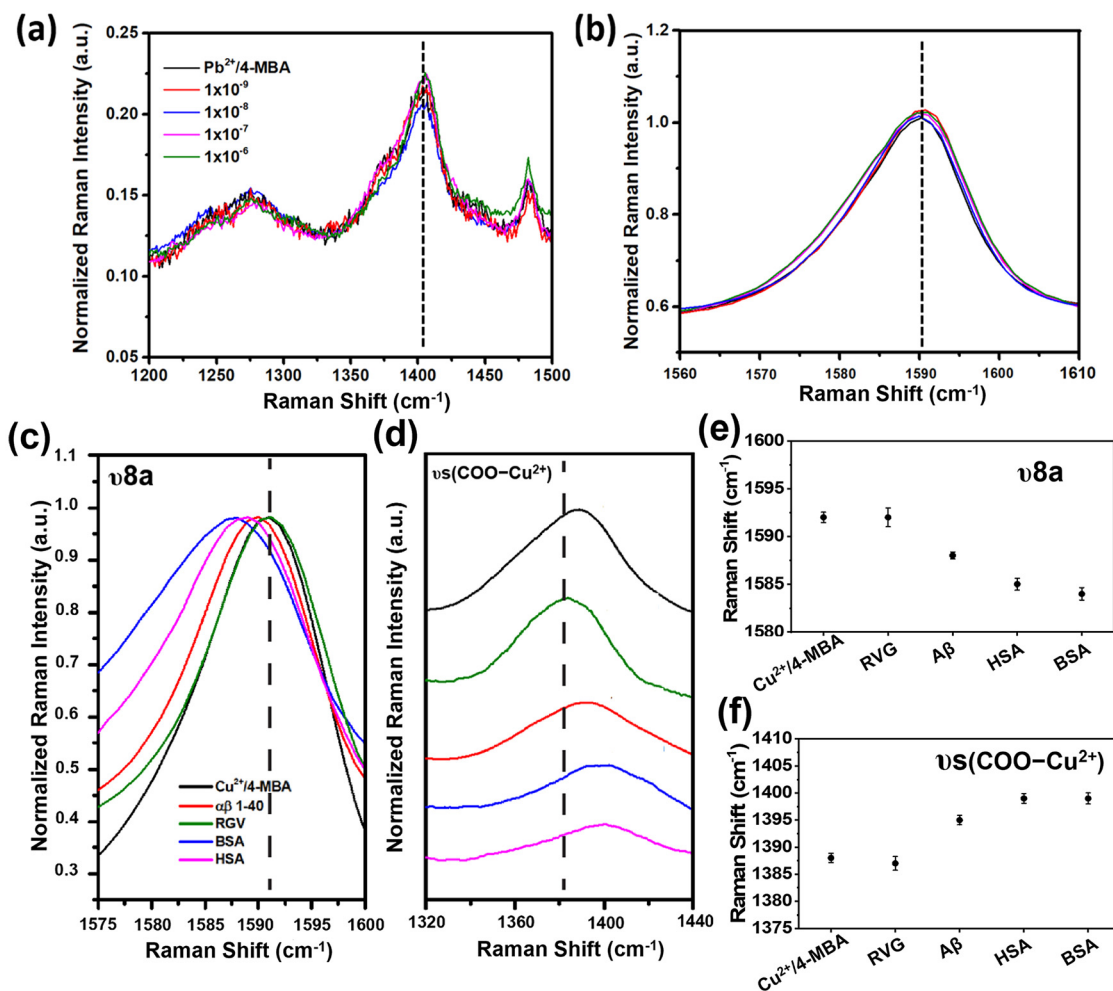 (a)
Normalized Raman Intensity (a.u.)
0.25
0.20
0.15
0.10
0.05
Pb²⁺/4-MBA
1x10⁻⁹
1x10⁻⁸
1x10⁻⁷
1x10⁻⁶
1200 1250 1300 1350 1400 1450 1500
Raman Shift (cm⁻¹)
(b)
Normalized Raman Intensity (a.u.)
1.0
0.8
0.6
1560 1570 1580 1590 1600 1610
Raman Shift (cm⁻¹)
(c)
υ8a
Normalized Raman Intensity (a.u.)
1.1
1.0
0.9
0.8
0.7
0.6
0.5
0.4
0.3
Cu²⁺/4-MBA
αβ 1-40
RGV
BSA
HSA
1575 1580 1585 1590 1595 1600
Raman Shift (cm⁻¹)
(d)
υs(COO−Cu²⁺)
Normalized Raman Intensity (a.u.)
1320 1360 1400 1440
Raman Shift (cm⁻¹)
(e)
υ8a
Raman Shift (cm⁻¹)
1600
1595
1590
1585
1580
Cu²⁺/4-MBA RVG Aβ HSA BSA
(f)
υs(COO−Cu²⁺)
Raman Shift (cm⁻¹)
1410
1405
1400
1395
1390
1385
1380
1375
Cu²⁺/4-MBA RVG Aβ HSA BSA